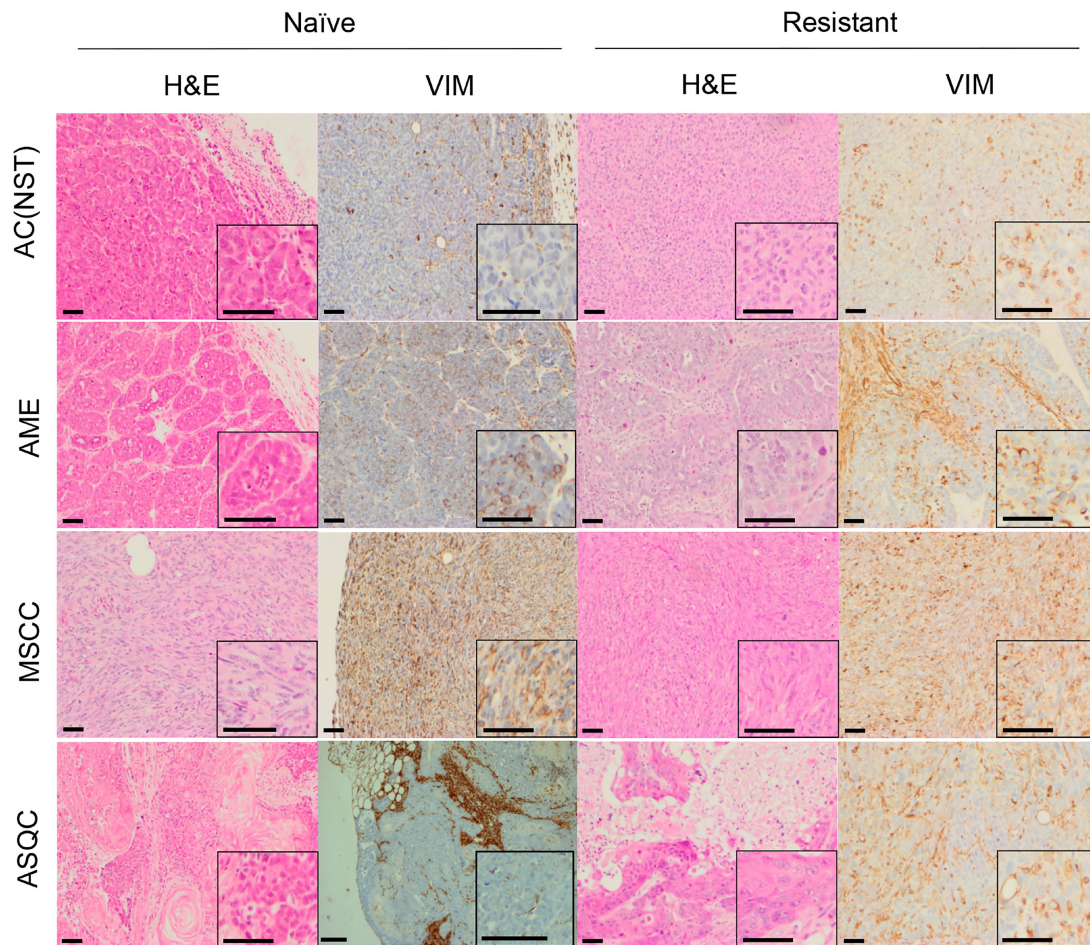 Naïve Resistant
H&E VIM H&E VIM
AC(NST)
AME
MSCC
ASQC